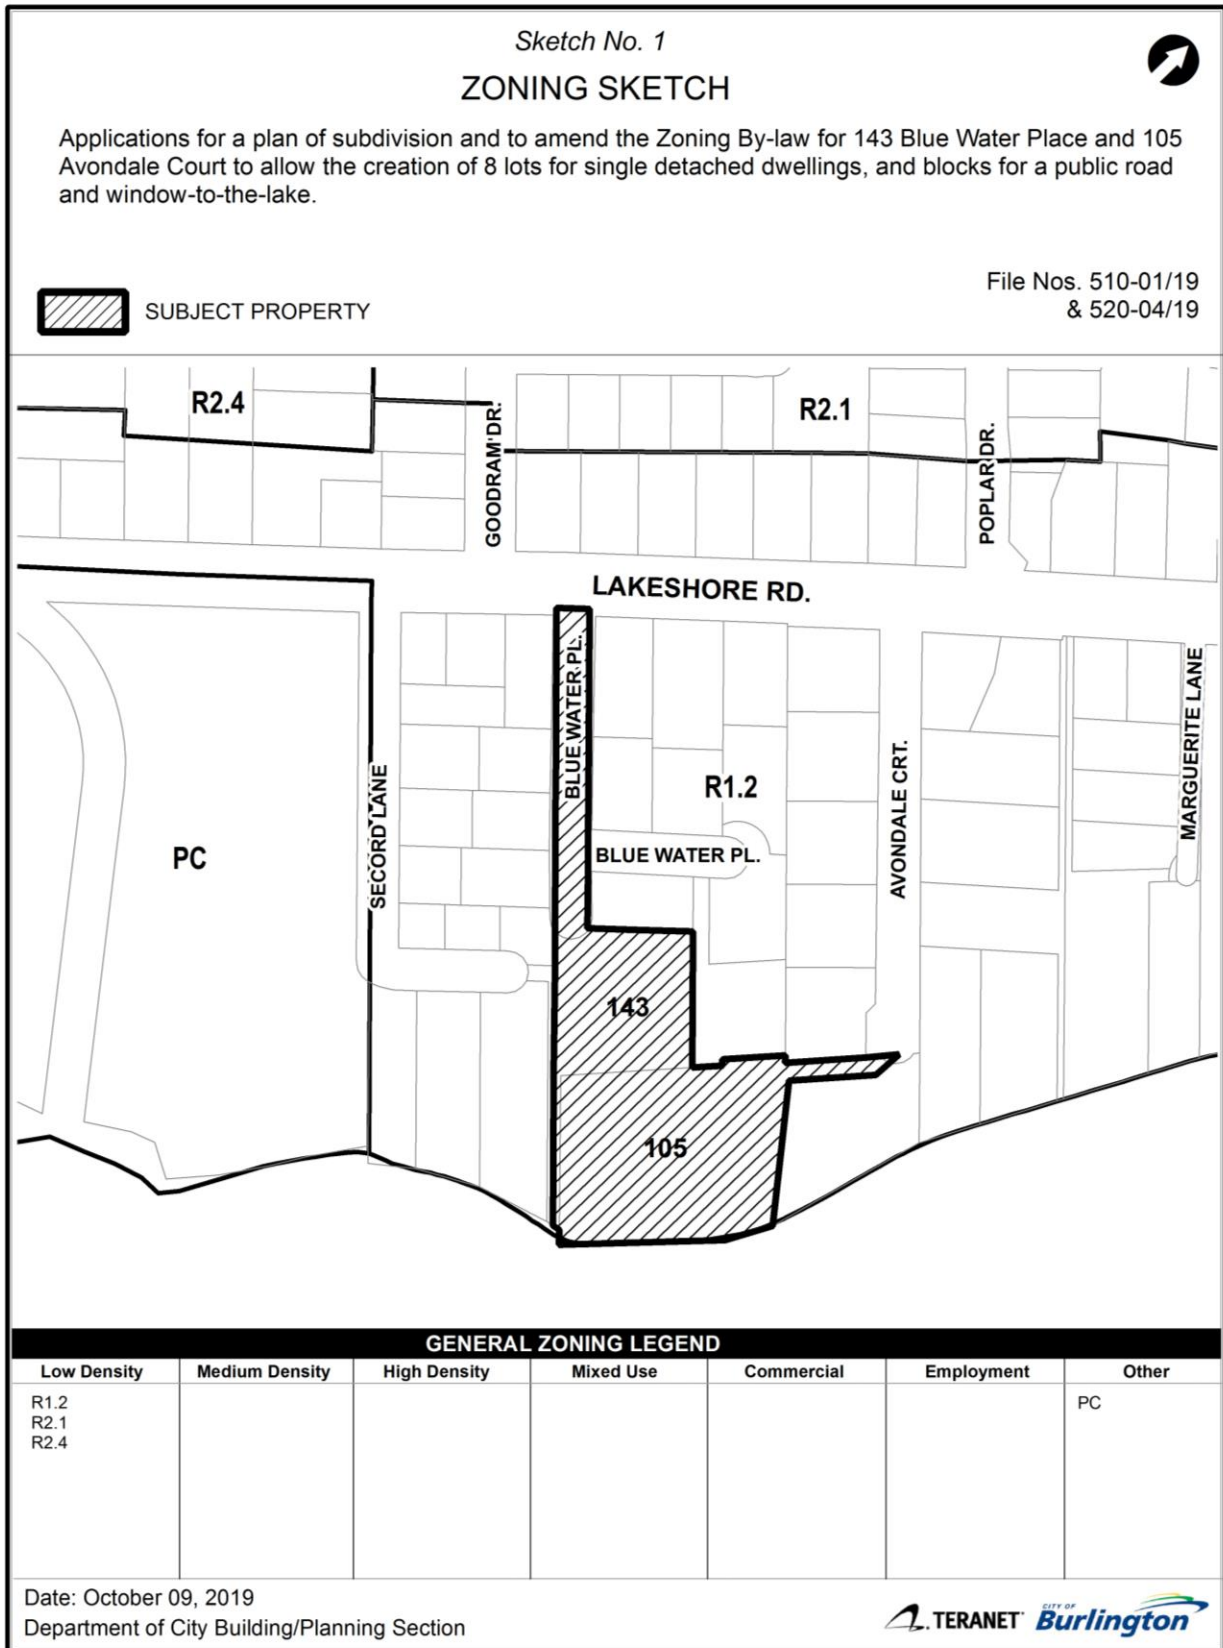 Sketch No. 1
ZONING SKETCH
Applications for a plan of subdivision and to amend the Zoning By-law for 143 Blue Water Place and 105
Avondale Court to allow the creation of 8 lots for single detached dwellings, and blocks for a public road
and window-to-the-lake.
File Nos. 510-01/19
& 520-04/19
SUBJECT PROPERTY
R2.4
R2.1
GOODRAM DR.
POPLAR DR.
LAKESHORE RD.
BLUE WATER PL.
SECORD LANE
R1.2
AVONDALE CRT.
MARGUERITE LANE
PC
BLUE WATER PL.
143
105
GENERAL ZONING LEGEND
Low Density
Medium Density
High Density
Mixed Use
Commercial
Employment
Other
R1.2
R2.1
R2.4
PC
Date: October 09, 2019
Department of City Building/Planning Section
TERANET
CITY OF
Burlington